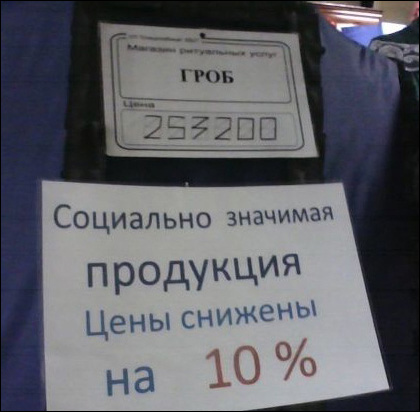 Магазин ритуальных услуг
ГРОБ
Цена
253200
Социально значимая
продукция
Цены снижены
на 10 %